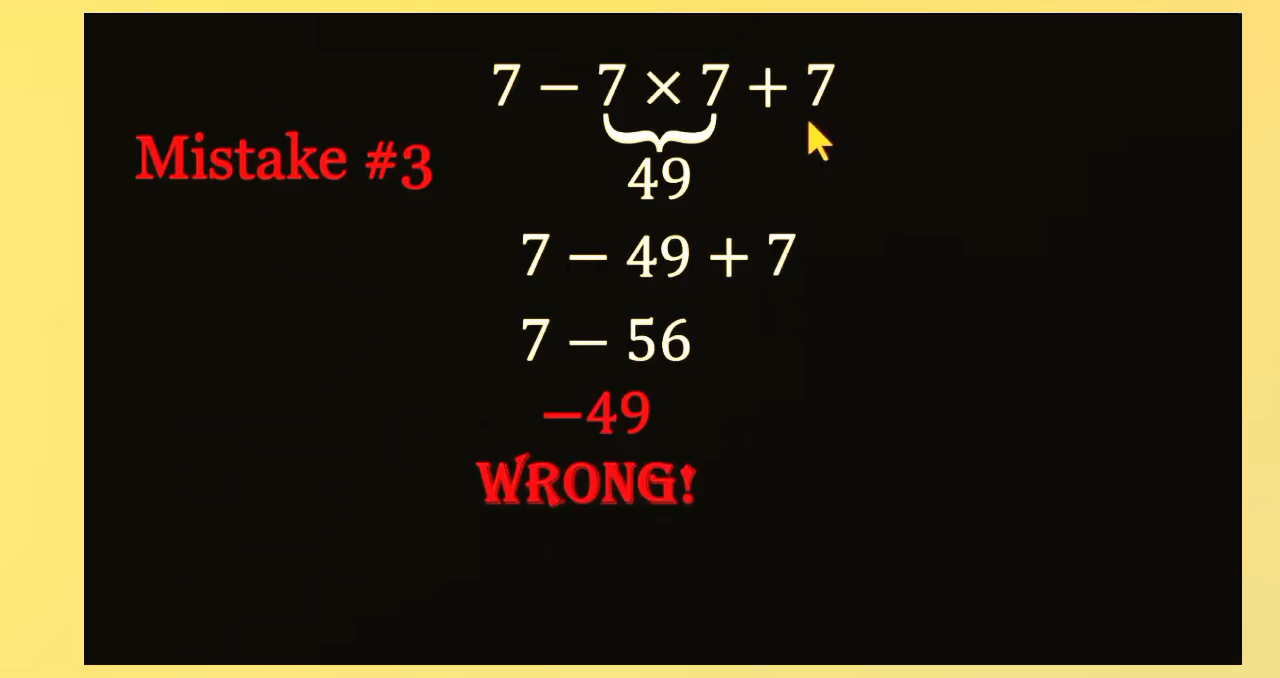 7 − 7 × 7 + 7
Mistake #3
49
7 − 49 + 7
7 − 56
−49
WRONG!